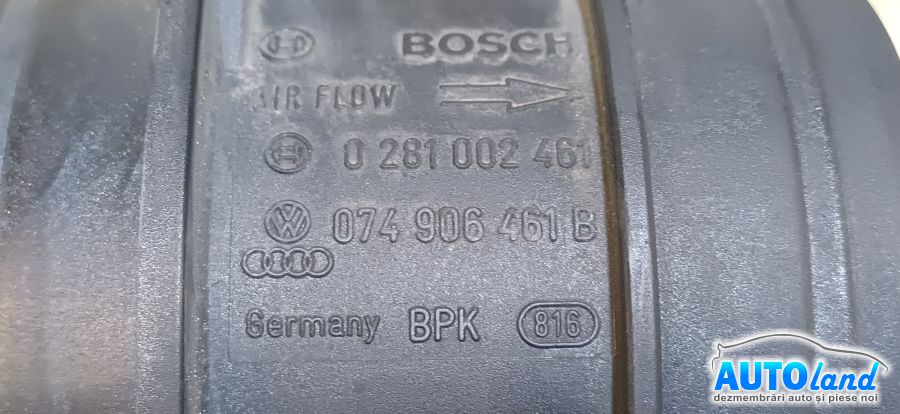 BOSCH
AIR FLOW
0 281 002 461
074 906 461 B
Germany BPK 816
AUTOland
dezmembrări auto și piese noi